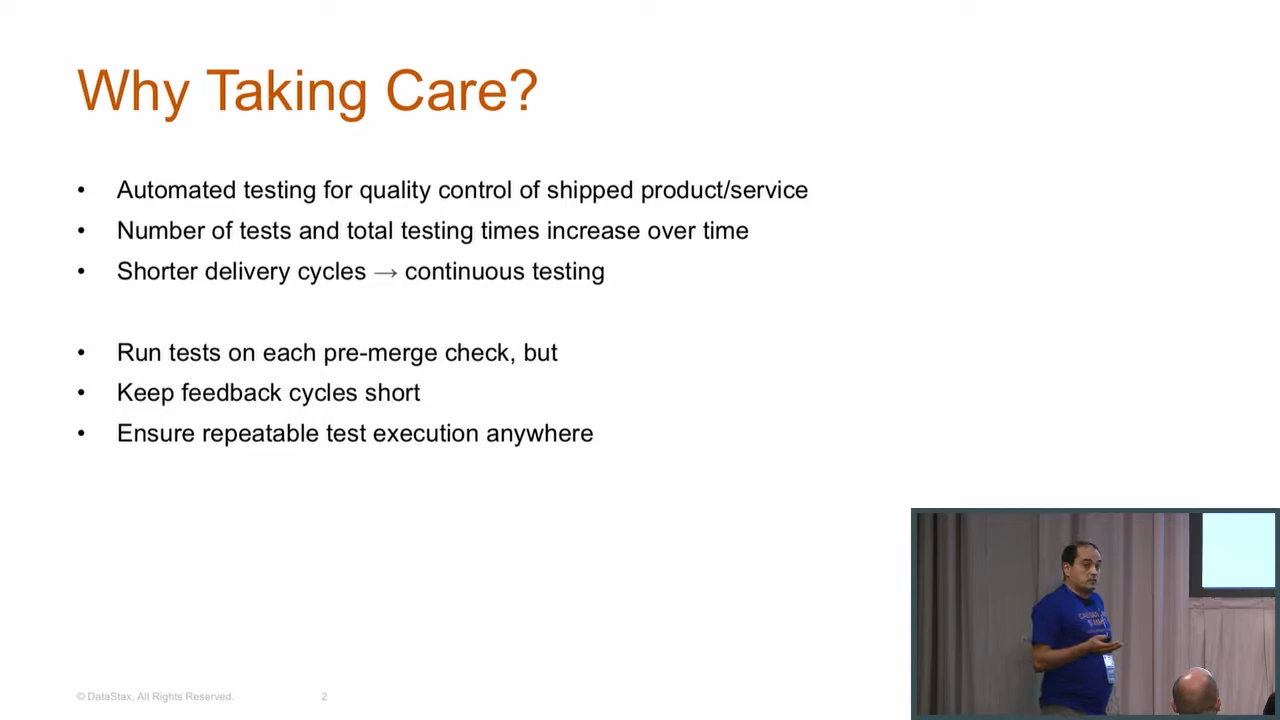 Why Taking Care?
• Automated testing for quality control of shipped product/service
• Number of tests and total testing times increase over time
• Shorter delivery cycles → continuous testing
• Run tests on each pre-merge check, but
• Keep feedback cycles short
• Ensure repeatable test execution anywhere
© DataStax, All Rights Reserved.
2